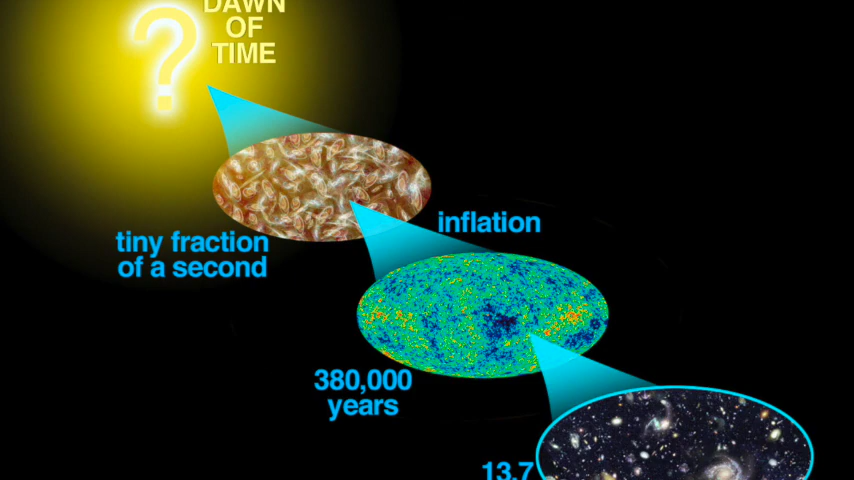 ?
DAWN
OF
TIME
tiny fraction
of a second
inflation
380,000
years
13.7